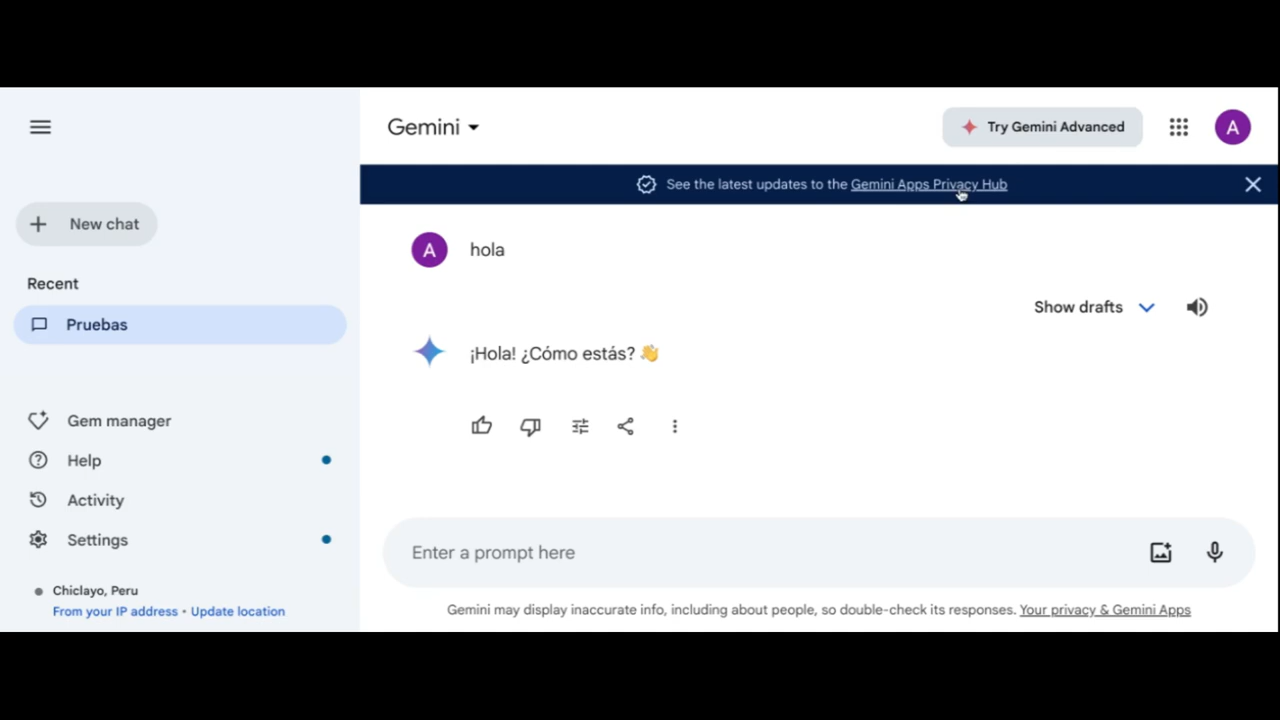 Gemini
Try Gemini Advanced
A
See the latest updates to the Gemini Apps Privacy Hub
New chat
Recent
Pruebas
Gem manager
Help
Activity
Settings
Chiclayo, Peru
From your IP address • Update location
A
hola
Show drafts
¡Hola! ¿Cómo estás? 👋
Enter a prompt here
Gemini may display inaccurate info, including about people, so double-check its responses. Your privacy & Gemini Apps